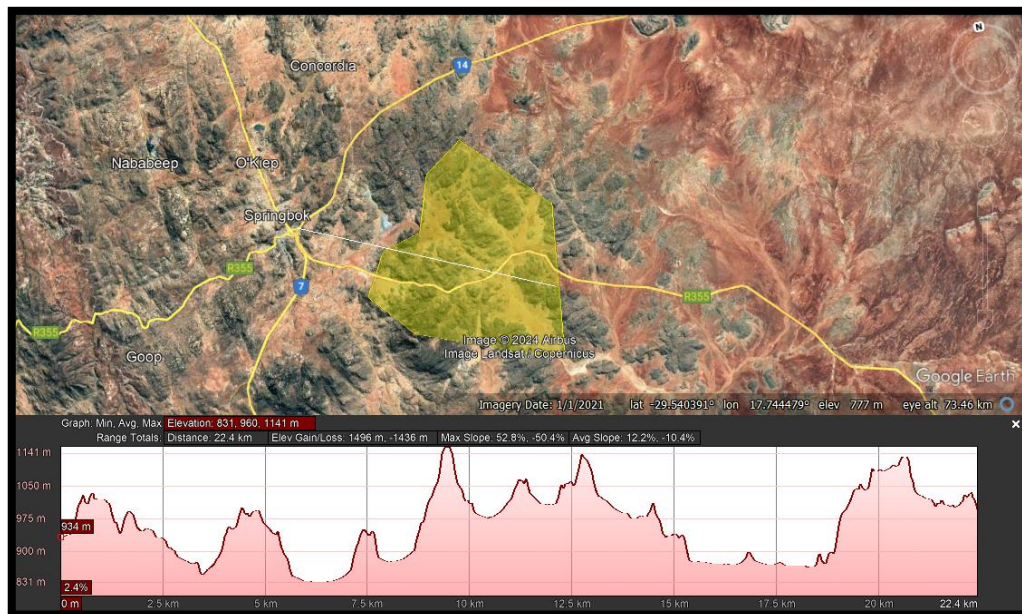 N
Concordia
14
Nababeep
O'Kiep
Springbok
R355
7
R355
R355
Goop
Image © 2024 Airbus
Image Landsat / Copernicus
Google Earth
Imagery Date: 1/1/2021 lat -29.540391° lon 17.744479° elev 777 m eye alt 73.46 km
Graph: Min, Avg, Max Elevation: 831, 960, 1141 m
Range Totals: Distance: 22.4 km Elev Gain/Loss: 1496 m, -1436 m Max Slope: 52.8%, -50.4% Avg Slope: 12.2%, -10.4%
1141 m
1050 m
975 m
934 m
900 m
831 m
2.4%
0 m 2.5 km 5 km 7.5 km 10 km 12.5 km 15 km 17.5 km 20 km 22.4 km